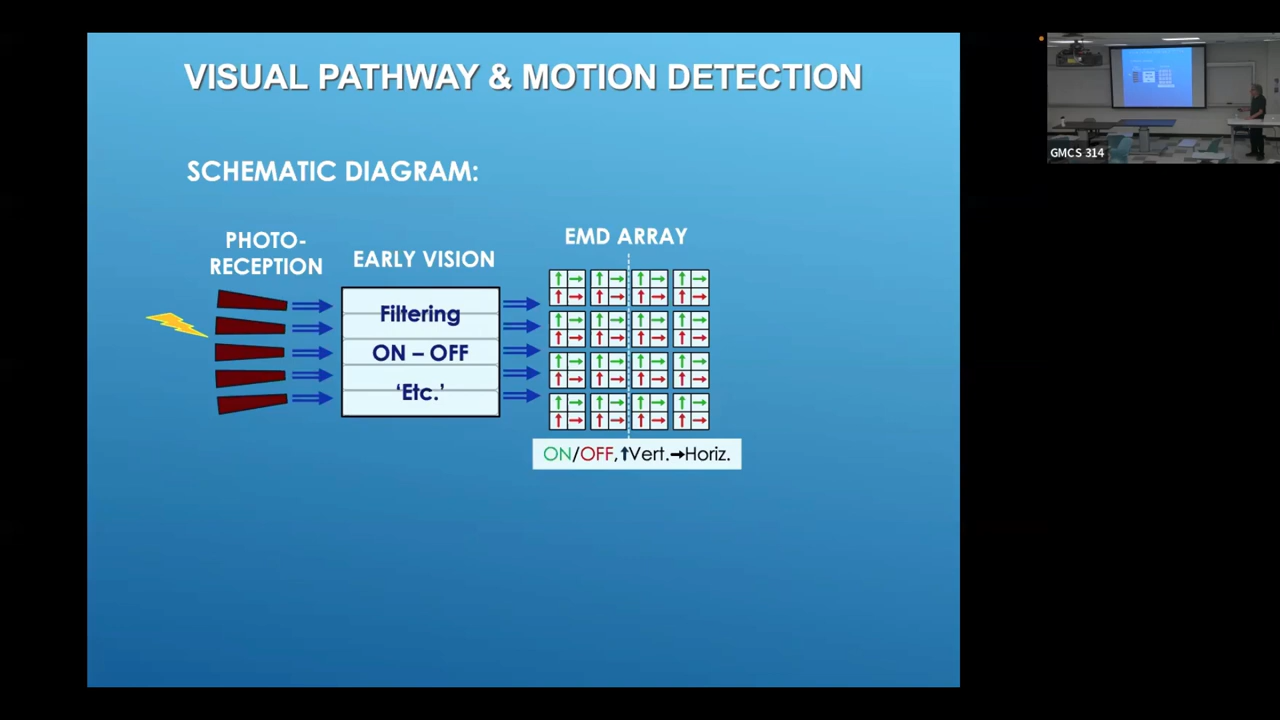 VISUAL PATHWAY & MOTION DETECTION
SCHEMATIC DIAGRAM:
PHOTO-
RECEPTION
EARLY VISION
EMD ARRAY
Filtering
ON – OFF
‘Etc.’
ON/OFF,↑Vert.→Horiz.
GMCS 314